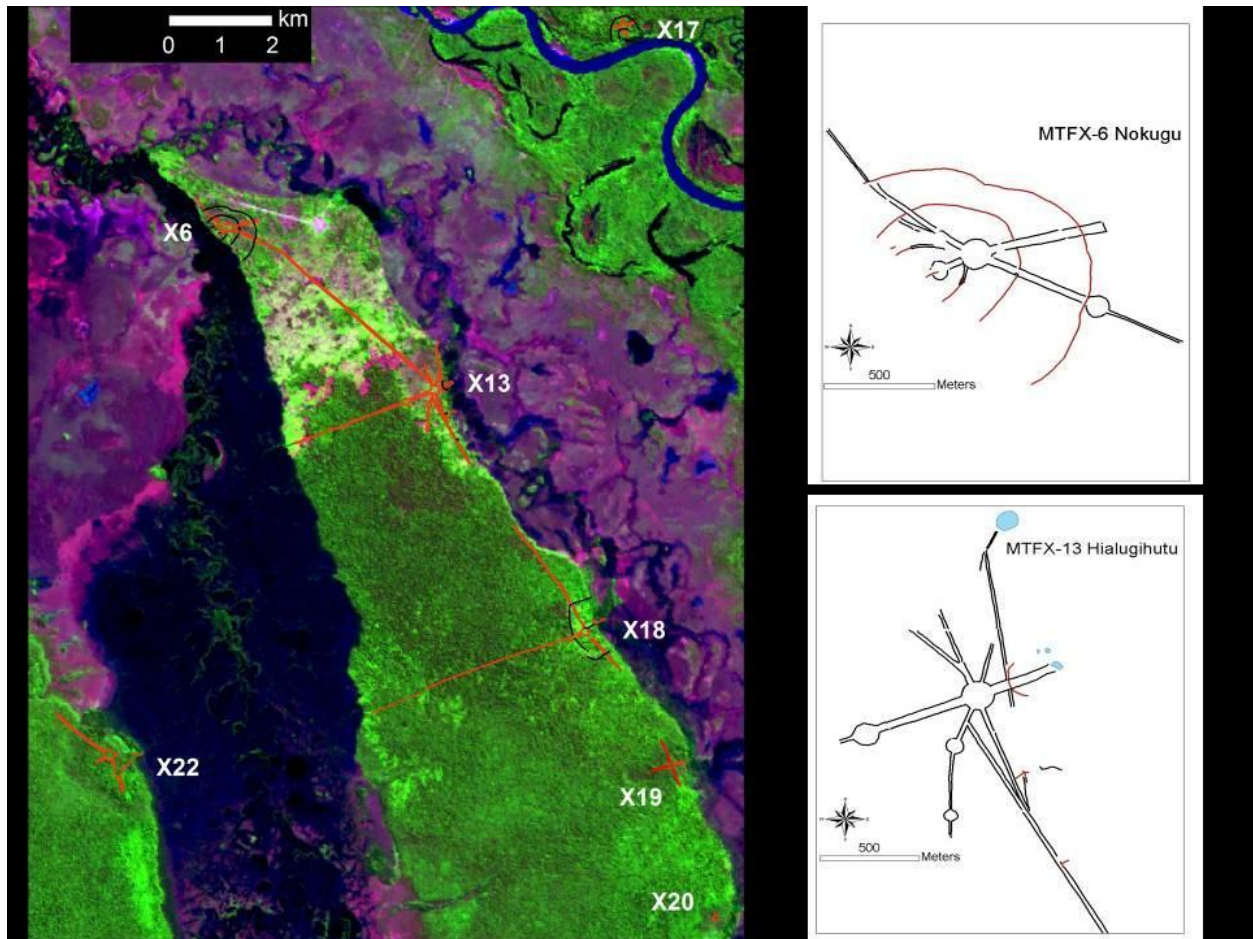 km
0 1 2
X17
X6
X13
X18
X22
X19
X20
MTFX-6 Nokugu
500
Meters
MTFX-13 Hialugihutu
500
Meters